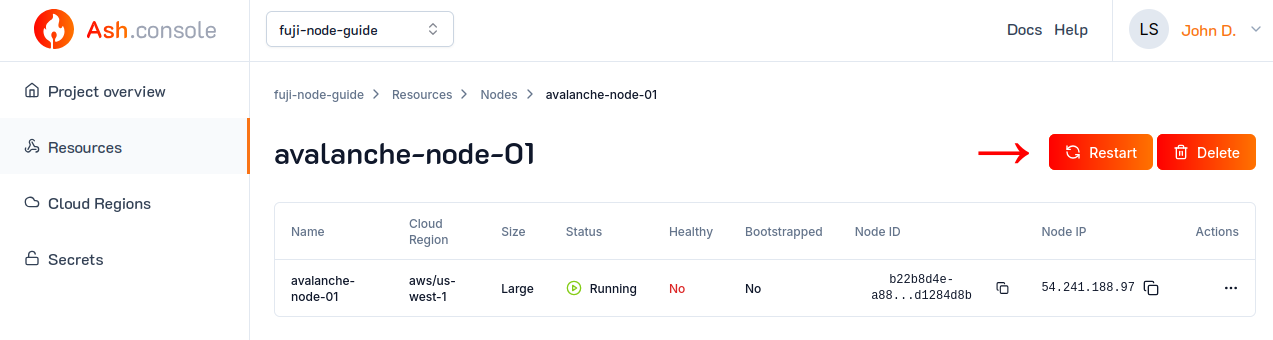 Ash.console
fuji-node-guide
Docs Help
LS
John D.
Project overview
Resources
Cloud Regions
Secrets
fuji-node-guide > Resources > Nodes > avalanche-node-01
avalanche-node-01
Restart
Delete
Name
Cloud
Region
Size
Status
Healthy
Bootstrapped
Node ID
Node IP
Actions
avalanche-
node-01
aws/us-
west-1
Large
Running
No
No
b22b8d4e-
a88...d1284d8b
54.241.188.97